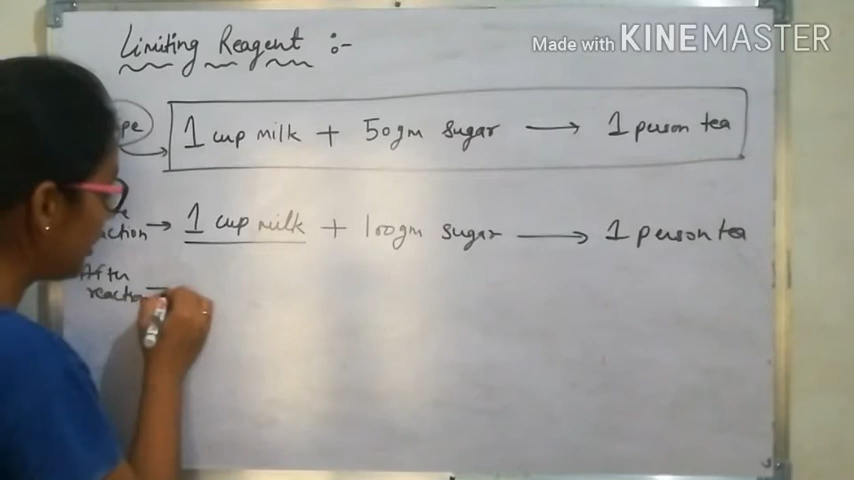 Limiting Reagent :-
Made with KINEMASTER
1 cup milk + 50gm sugar → 1 person tea
→ 1 cup milk + 100gm sugar → 1 person tea
After
reaction →